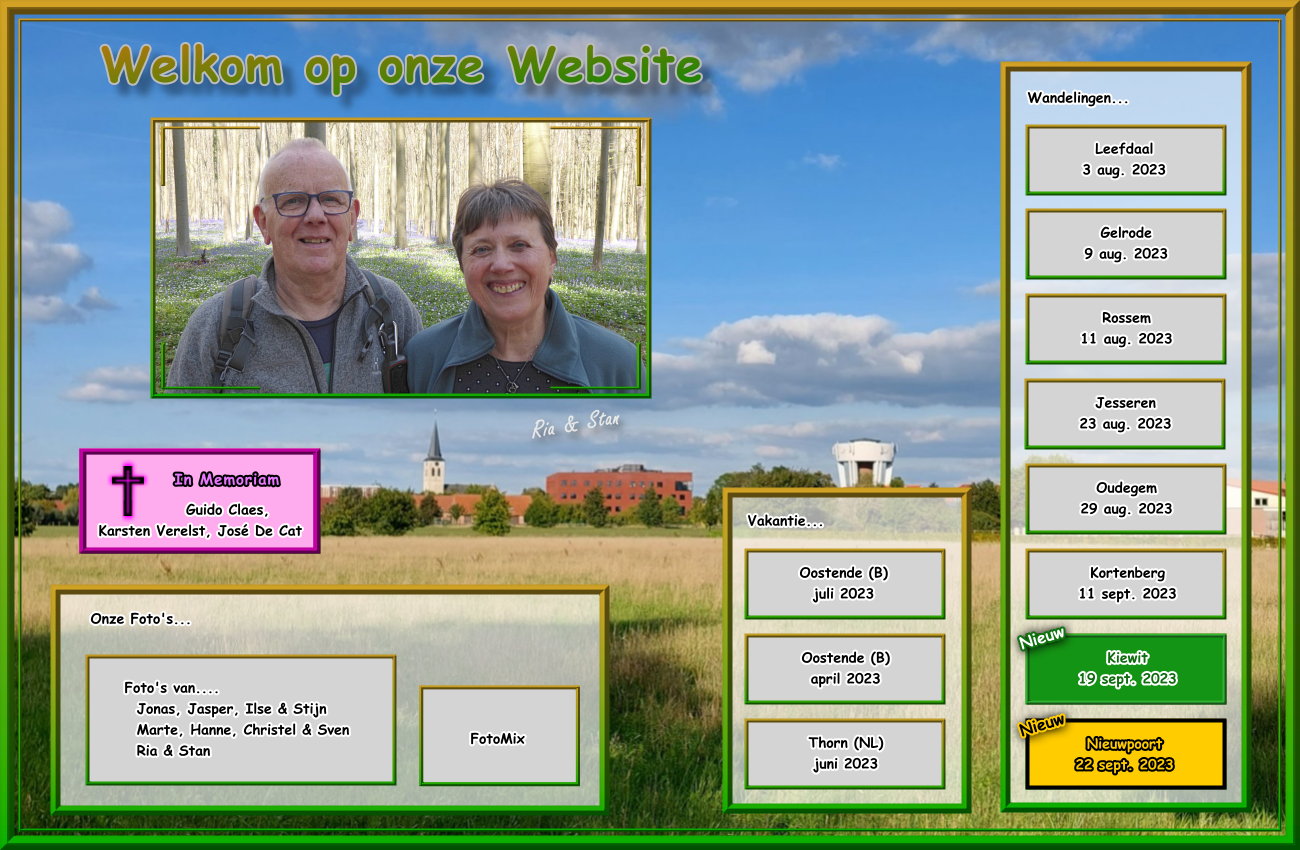 Welkom op onze Website
Ria & Stan
In Memoriam
Guido Claes,
Karsten Verelst, José De Cat
Onze Foto's...
Foto's van....
Jonas, Jasper, Ilse & Stijn
Marte, Hanne, Christel & Sven
Ria & Stan
FotoMix
Vakantie...
Oostende (B)
juli 2023
Oostende (B)
april 2023
Thorn (NL)
juni 2023
Wandelingen...
Leefdaal
3 aug. 2023
Gelrode
9 aug. 2023
Rossem
11 aug. 2023
Jesseren
23 aug. 2023
Oudegem
29 aug. 2023
Kortenberg
11 sept. 2023
Nieuw
Kiewit
19 sept. 2023
Nieuw
Nieuwpoort
22 sept. 2023